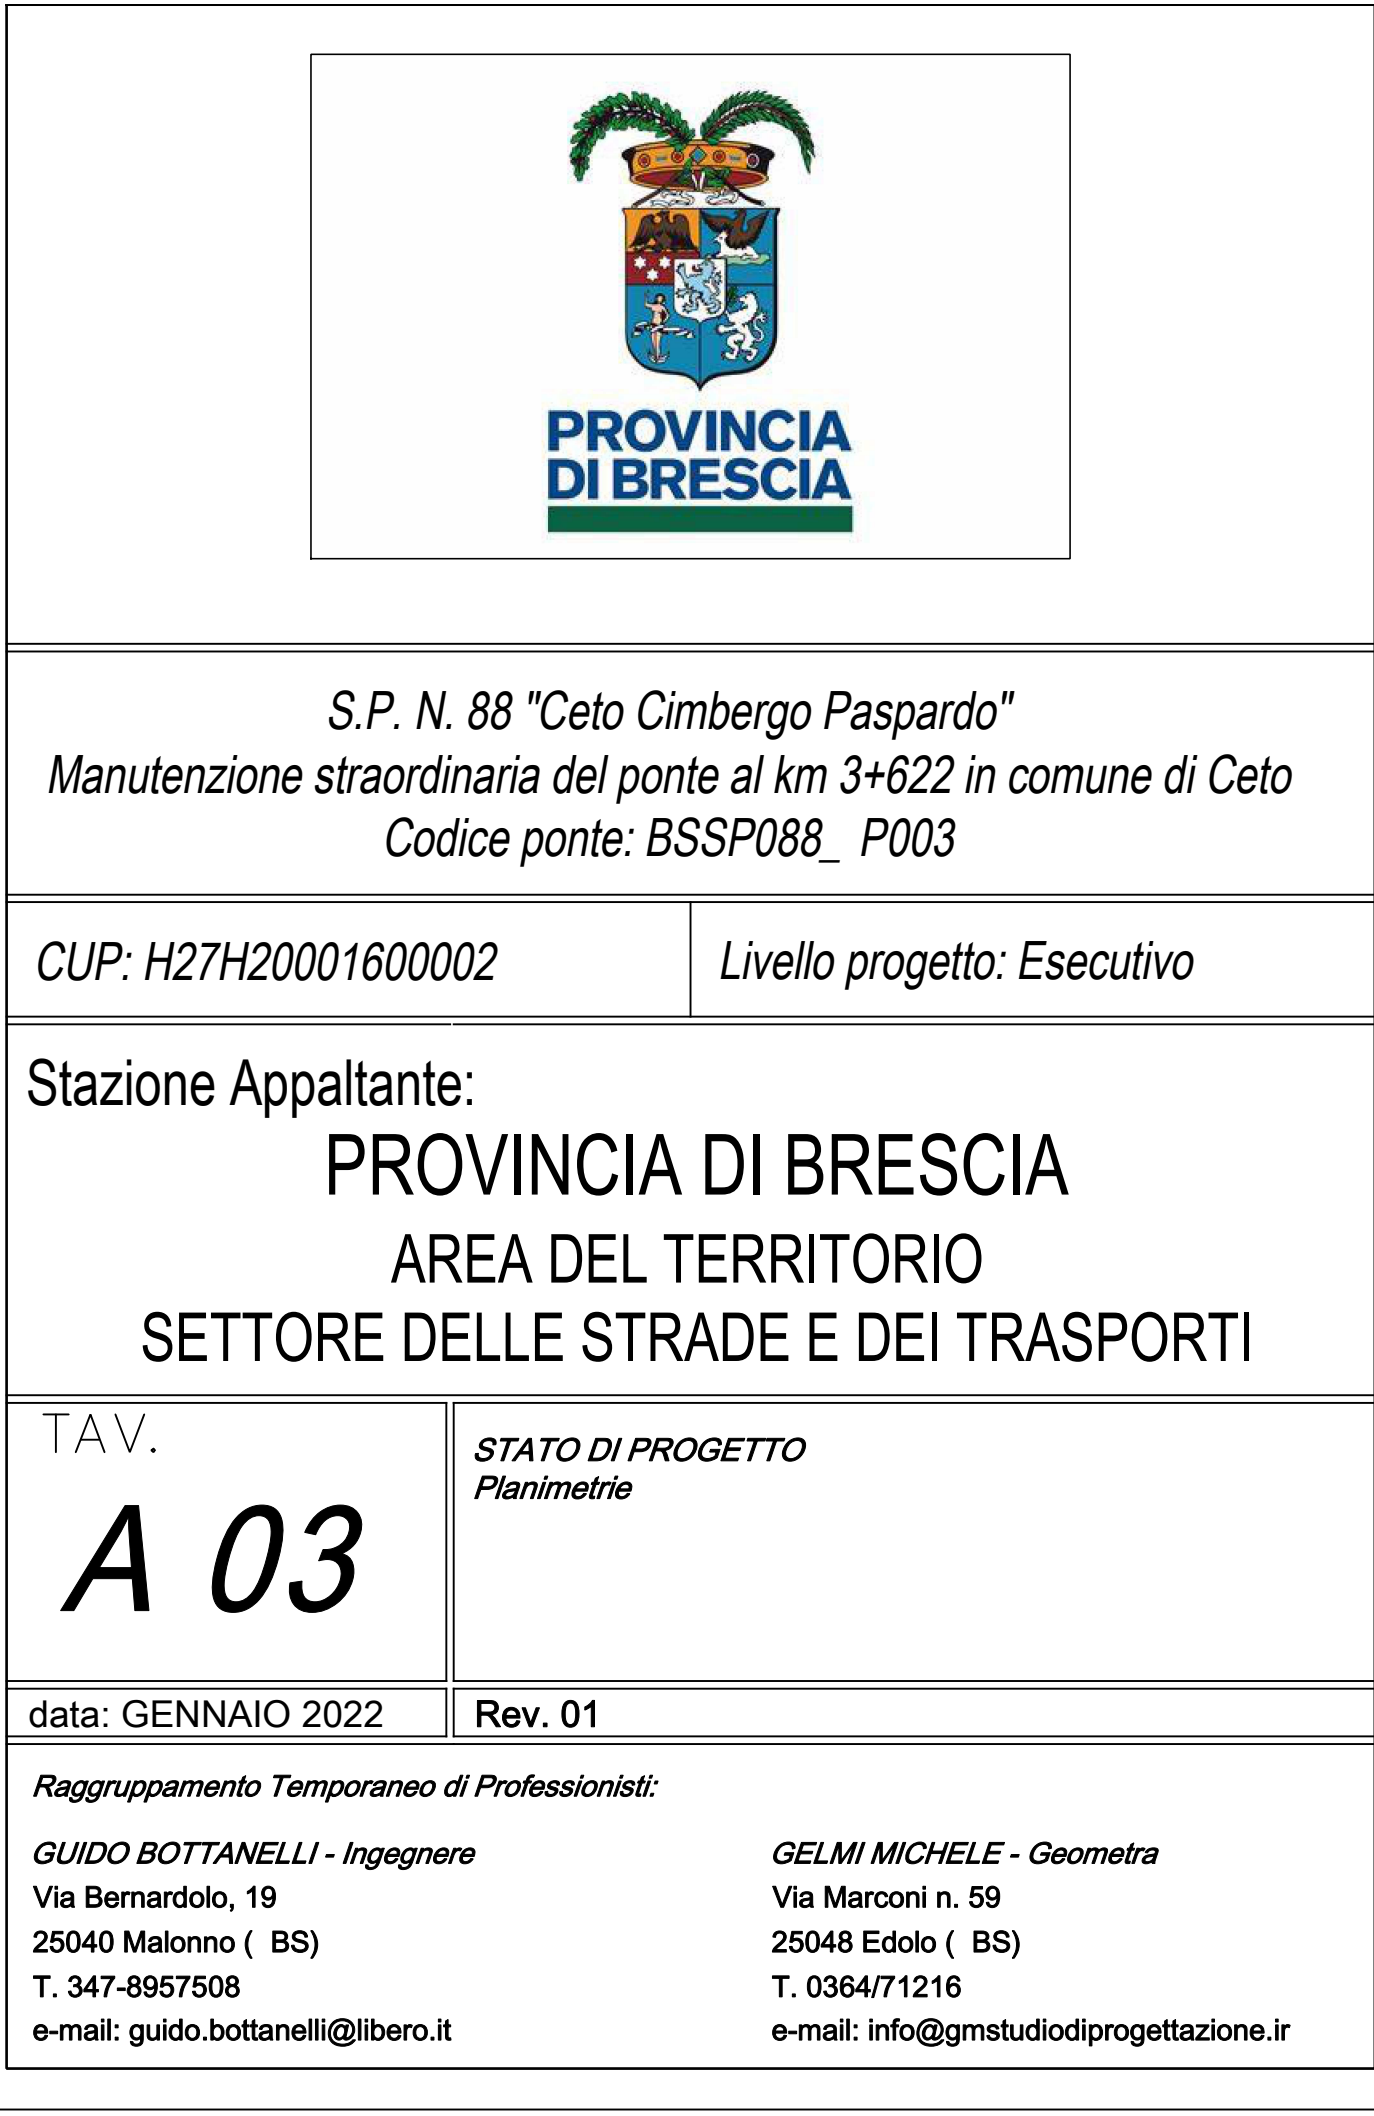 PROVINCIA
DI BRESCIA
S.P. N. 88 "Ceto Cimbergo Paspardo"
Manutenzione straordinaria del ponte al km 3+622 in comune di Ceto
Codice ponte: BSSP088_ P003
CUP: H27H20001600002
Livello progetto: Esecutivo
Stazione Appaltante:
PROVINCIA DI BRESCIA
AREA DEL TERRITORIO
SETTORE DELLE STRADE E DEI TRASPORTI
TAV.
A 03
STATO DI PROGETTO
Planimetrie
data: GENNAIO 2022
Rev. 01
Raggruppamento Temporaneo di Professionisti:
GUIDO BOTTANELLI - Ingegnere
Via Bernardolo, 19
25040 Malonno ( BS)
T. 347-8957508
e-mail: guido.bottanelli@libero.it
GELMI MICHELE - Geometra
Via Marconi n. 59
25048 Edolo ( BS)
T. 0364/71216
e-mail: info@gmstudiodiprogettazione.ir